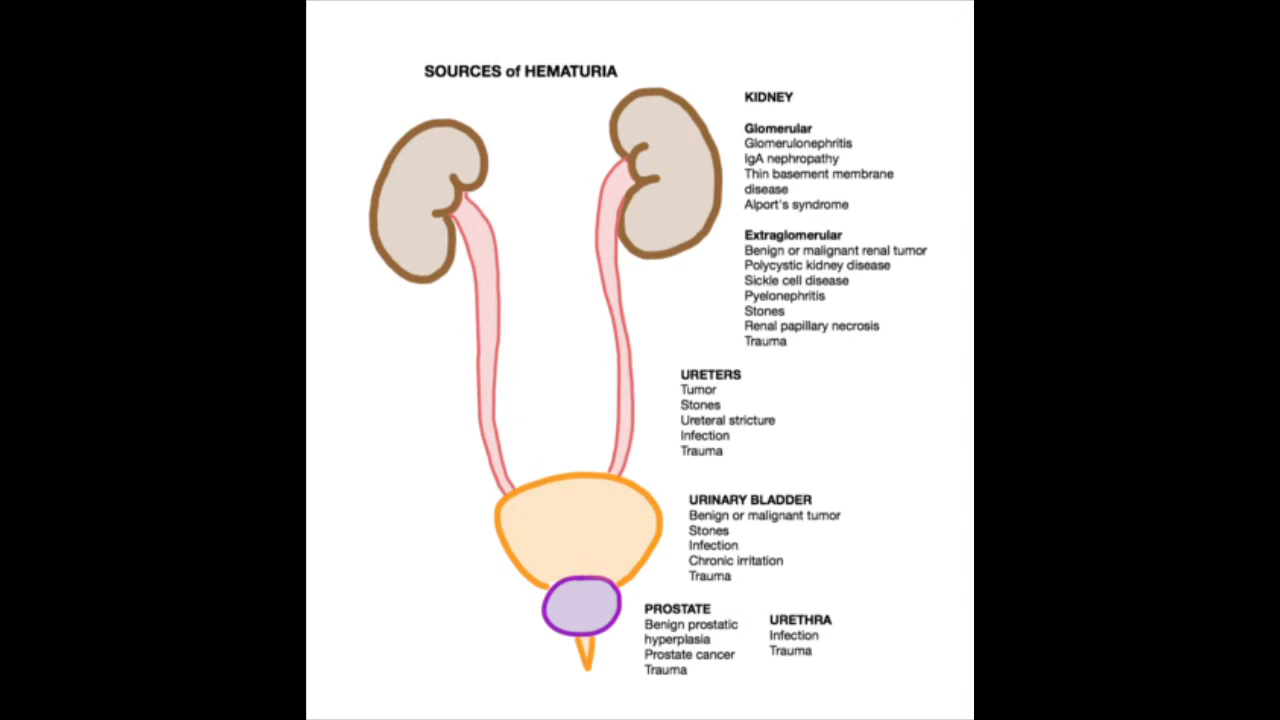 SOURCES of HEMATURIA
KIDNEY
Glomerular
Glomerulonephritis
IgA nephropathy
Thin basement membrane
disease
Alport's syndrome
Extraglomerular
Benign or malignant renal tumor
Polycystic kidney disease
Sickle cell disease
Pyelonephritis
Stones
Renal papillary necrosis
Trauma
URETERS
Tumor
Stones
Ureteral stricture
Infection
Trauma
URINARY BLADDER
Benign or malignant tumor
Stones
Infection
Chronic irritation
Trauma
PROSTATE
Benign prostatic
hyperplasia
Prostate cancer
Trauma
URETHRA
Infection
Trauma